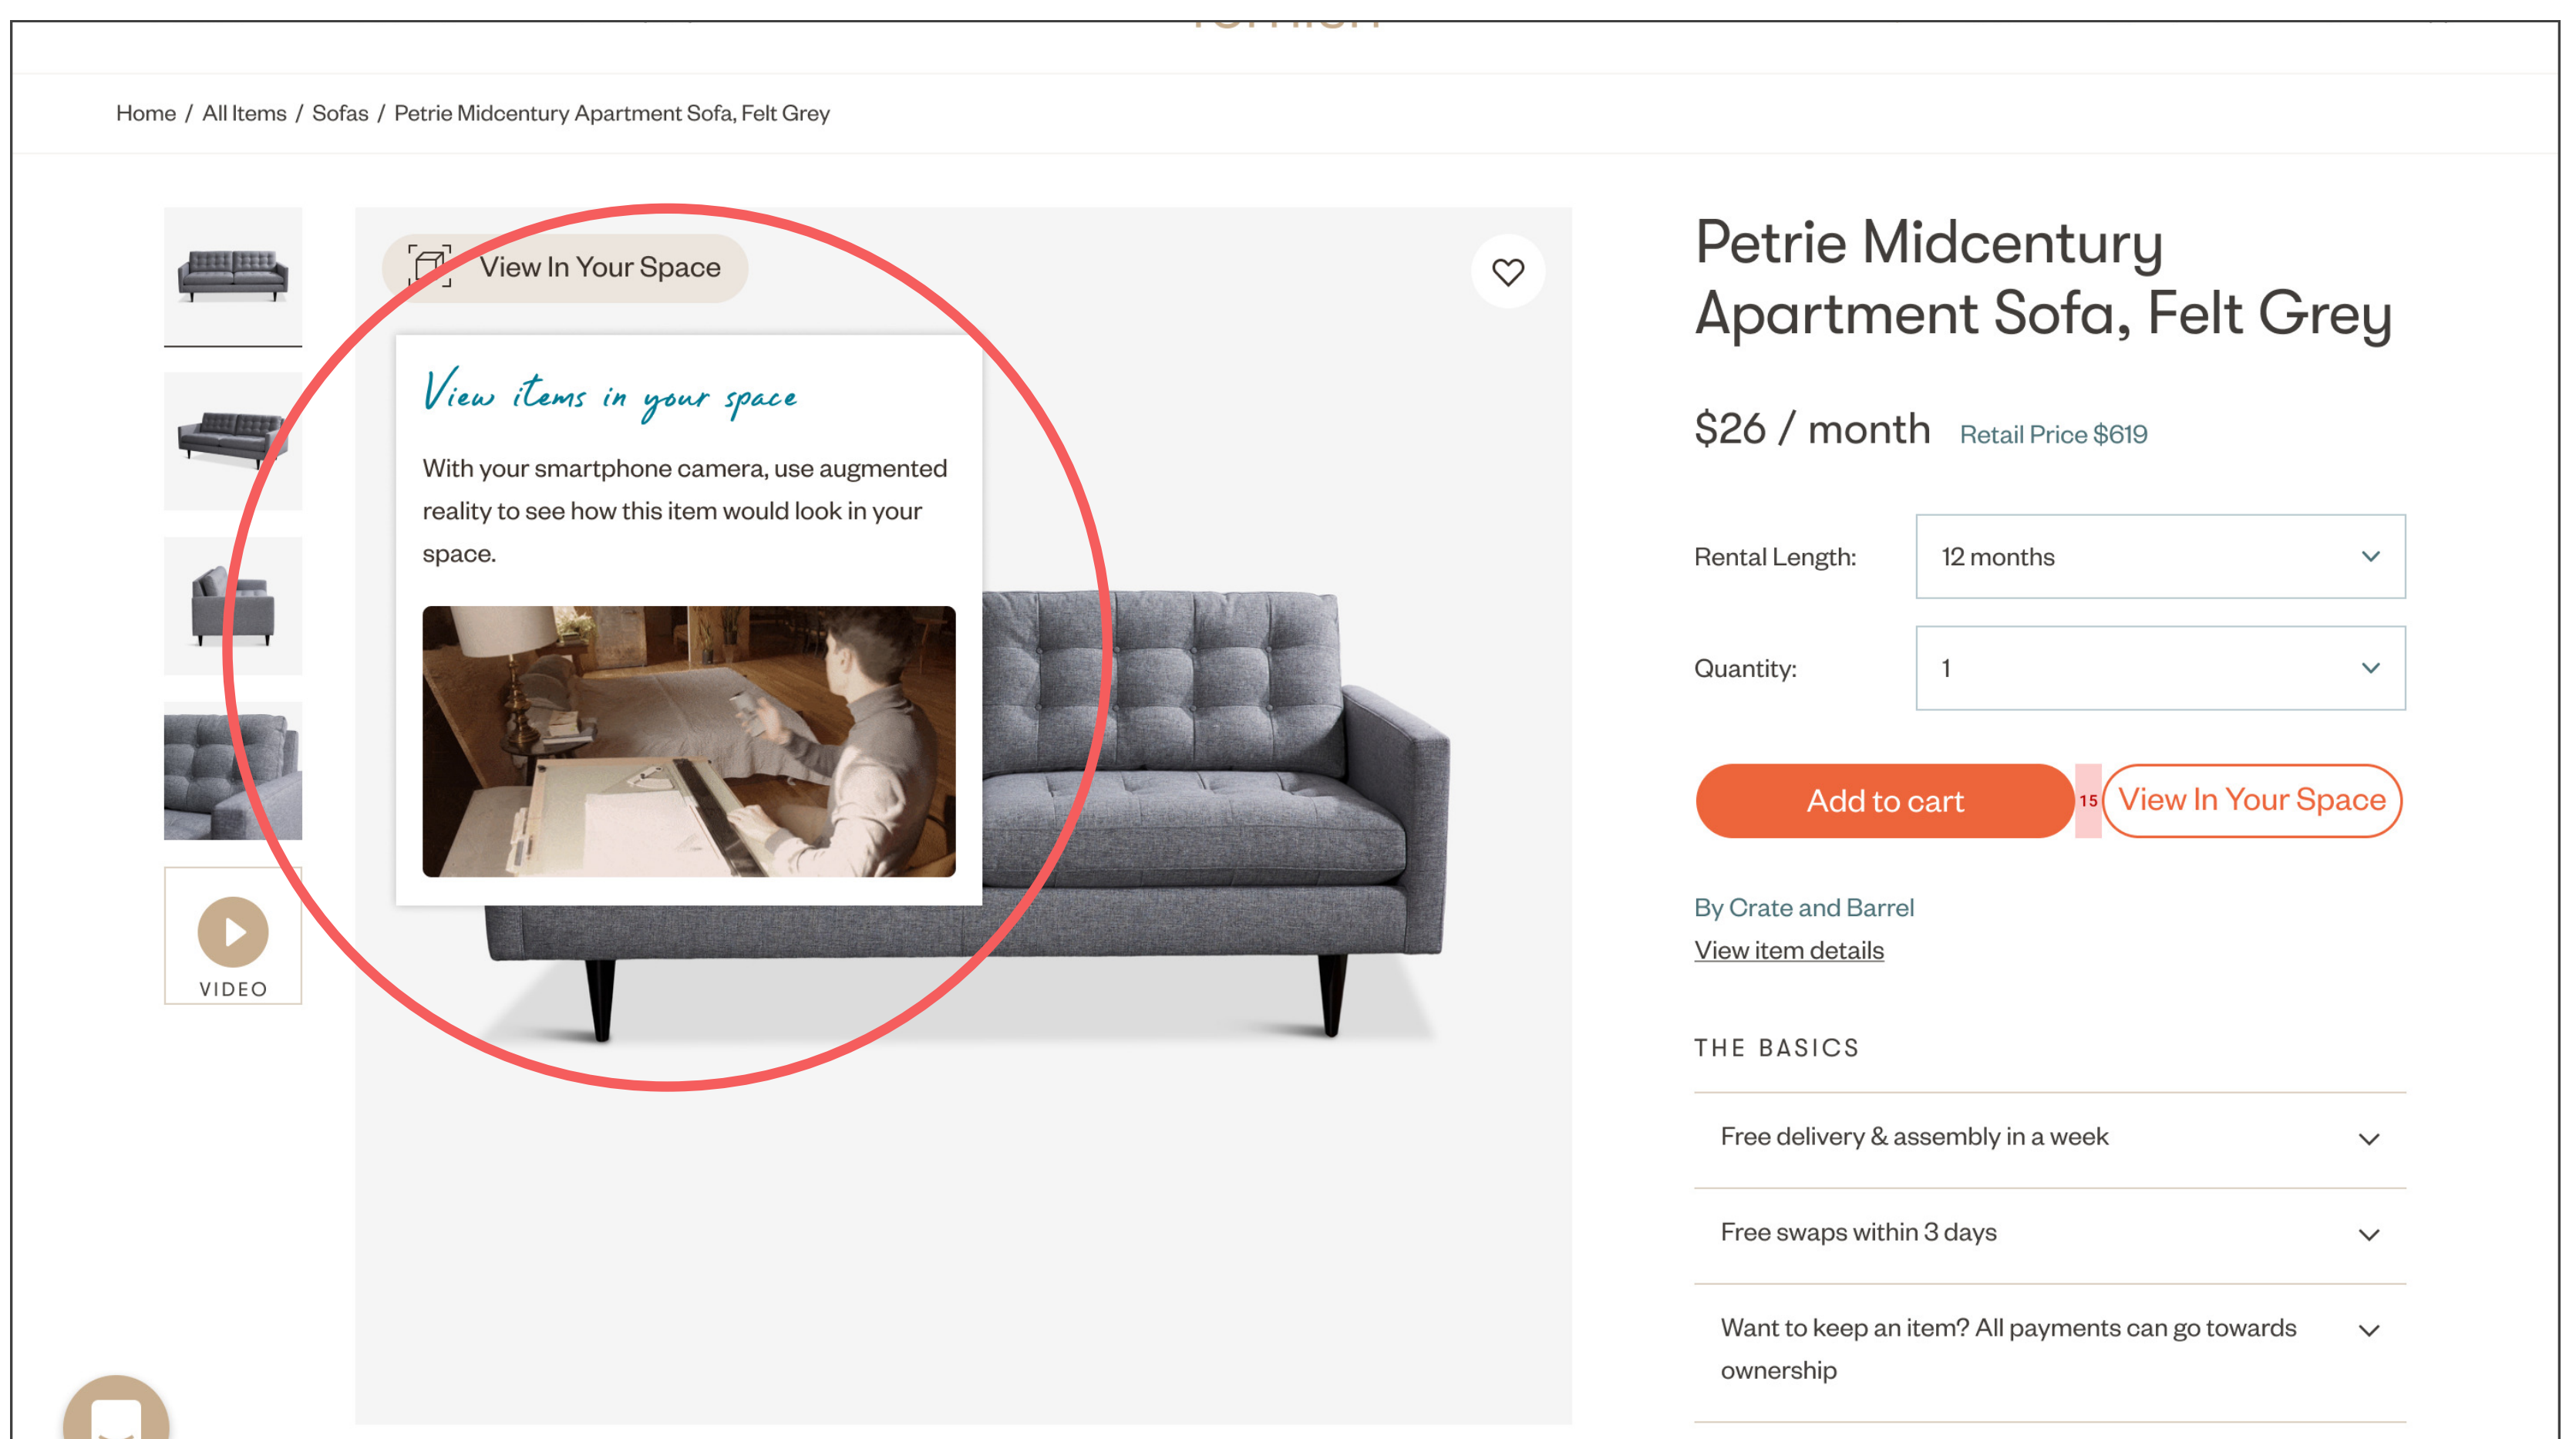 Home / All Items / Sofas / Petrie Midcentury Apartment Sofa, Felt Grey
View In Your Space
View items in your space
With your smartphone camera, use augmented
reality to see how this item would look in your
space.
VIDEO
Petrie Midcentury
Apartment Sofa, Felt Grey
$26 / month Retail Price $619
Rental Length: 12 months
Quantity: 1
Add to cart 15 View In Your Space
By Crate and Barrel
View item details
THE BASICS
Free delivery & assembly in a week
Free swaps within 3 days
Want to keep an item? All payments can go towards
ownership